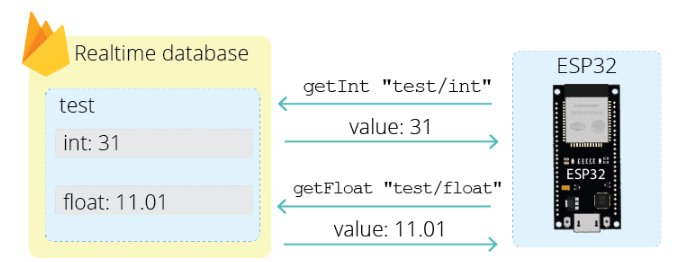 Realtime database
test
int: 31
float: 11.01
getInt "test/int"
value: 31
getFloat "test/float"
value: 11.01
ESP32
ESP32